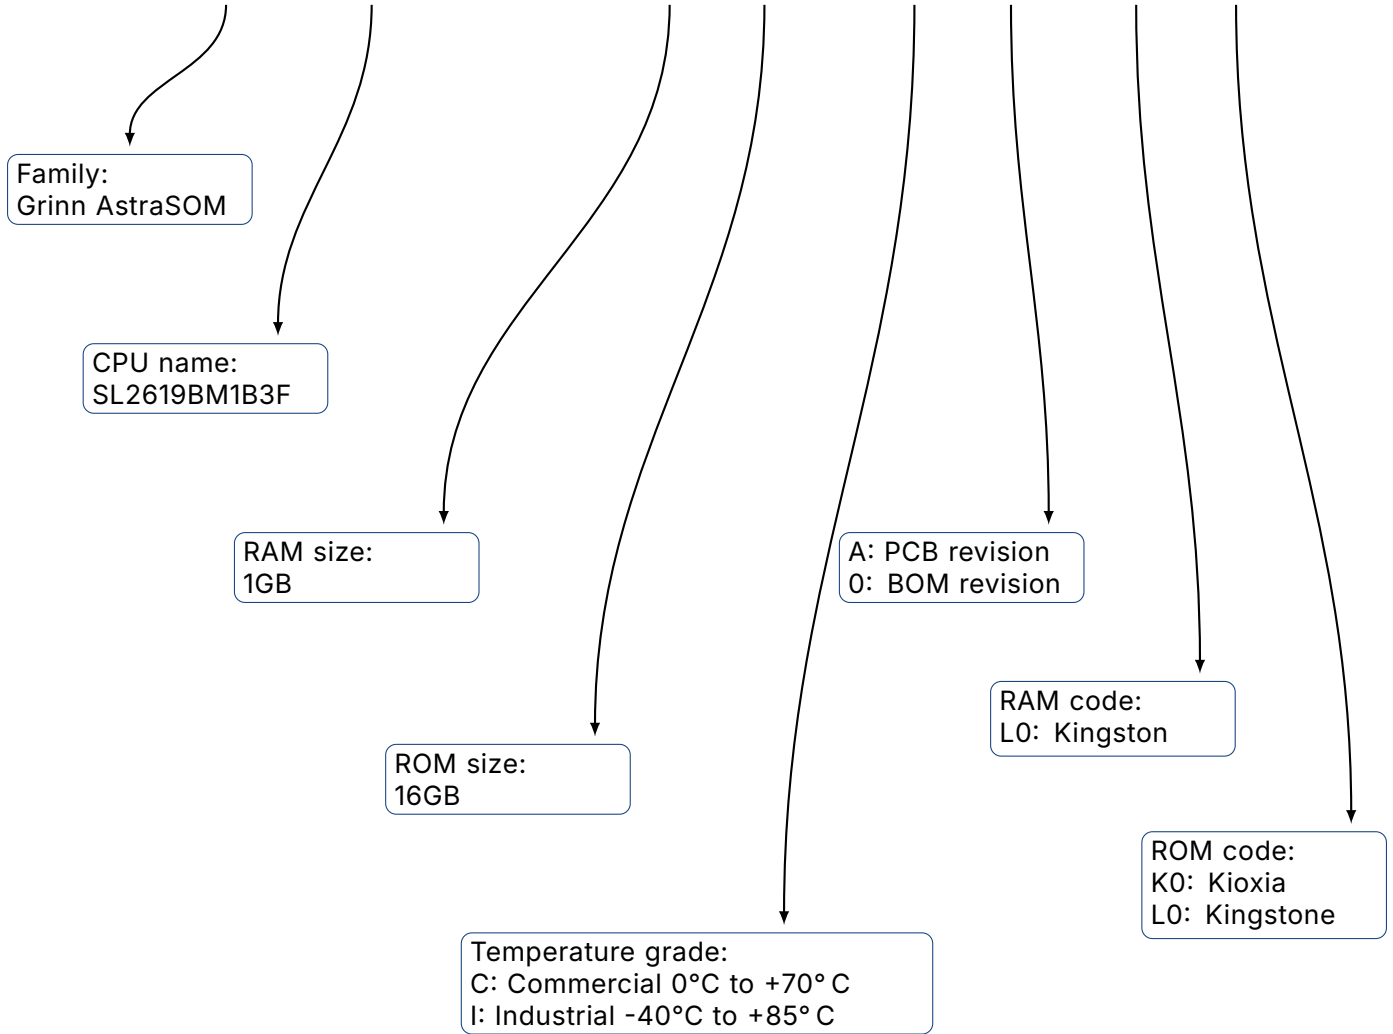 Family:
Grinn AstraSOM
CPU name:
SL2619BM1B3F
RAM size:
1GB
A: PCB revision
0: BOM revision
RAM code:
L0: Kingston
ROM size:
16GB
ROM code:
K0: Kioxia
L0: Kingstone
Temperature grade:
C: Commercial 0°C to +70° C
I: Industrial -40°C to +85° C